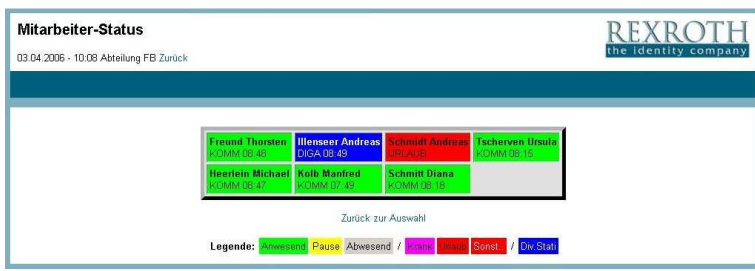 Mitarbeiter-Status
REXROTH
the identity company
03.04.2006 - 10:08 Abteilung FB Zurück
Freund Thorsten Illenseer Andreas Schmidt Andreas Tscherven Ursula
KOMM 08:48 DIGA 08:49 URLAUB KOMM 08:15
Heerlein Michael Kolb Manfred Schmitt Diana
KOMM 08:47 KOMM 07:49 KOMM 08:18
Zurück zur Auswahl
Legende: Anwesend Pause Abwesend / Krank Urlaub Sonst.. / Div.Stati